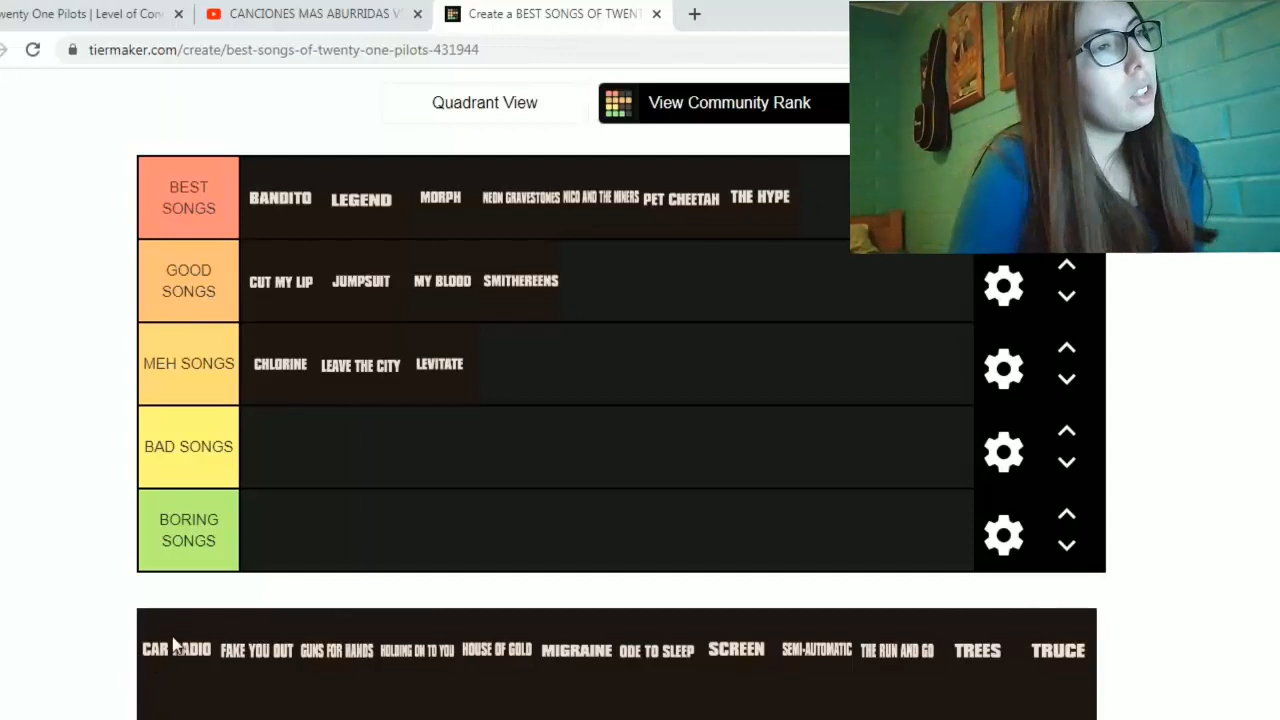 wenty One Pilots | Level of Con
CANCIONES MAS ABURRIDAS V
Create a BEST SONGS OF TWENT
tiermaker.com/create/best-songs-of-twenty-one-pilots-431944
Quadrant View
View Community Rank
BEST SONGS
BANDITO LEGEND MORPH NEON GRAVESTONES NICO AND THE NINERS PET CHEETAH THE HYPE
GOOD SONGS
CUT MY LIP JUMPSUIT MY BLOOD SMITHEREENS
MEH SONGS
CHLORINE LEAVE THE CITY LEVITATE
BAD SONGS
BORING SONGS
CAR RADIO FAKE YOU OUT GUNS FOR HANDS HOLDING ON TO YOU HOUSE OF GOLD MIGRAINE ODE TO SLEEP SCREEN SEMI-AUTOMATIC THE RUN AND GO TREES TRUCE